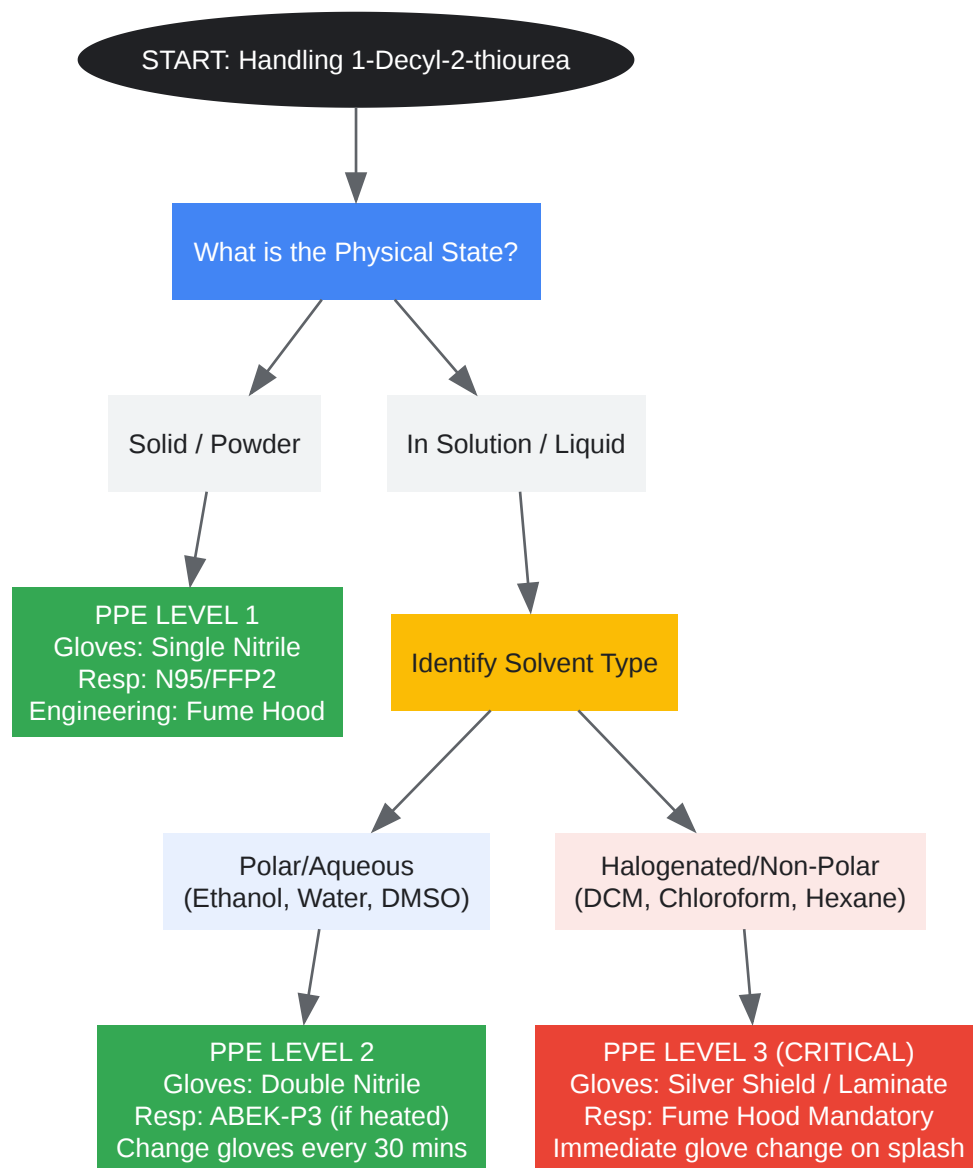 START: Handling 1-Decyl-2-thiourea
What is the Physical State?
Solid / Powder
In Solution / Liquid
PPE LEVEL 1
Gloves: Single Nitrile
Resp: N95/FFP2
Engineering: Fume Hood
Identify Solvent Type
Polar/Aqueous
(Ethanol, Water, DMSO)
Halogenated/Non-Polar
(DCM, Chloroform, Hexane)
PPE LEVEL 2
Gloves: Double Nitrile
Resp: ABEK-P3 (if heated)
Change gloves every 30 mins
PPE LEVEL 3 (CRITICAL)
Gloves: Silver Shield / Laminate
Resp: Fume Hood Mandatory
Immediate glove change on splash